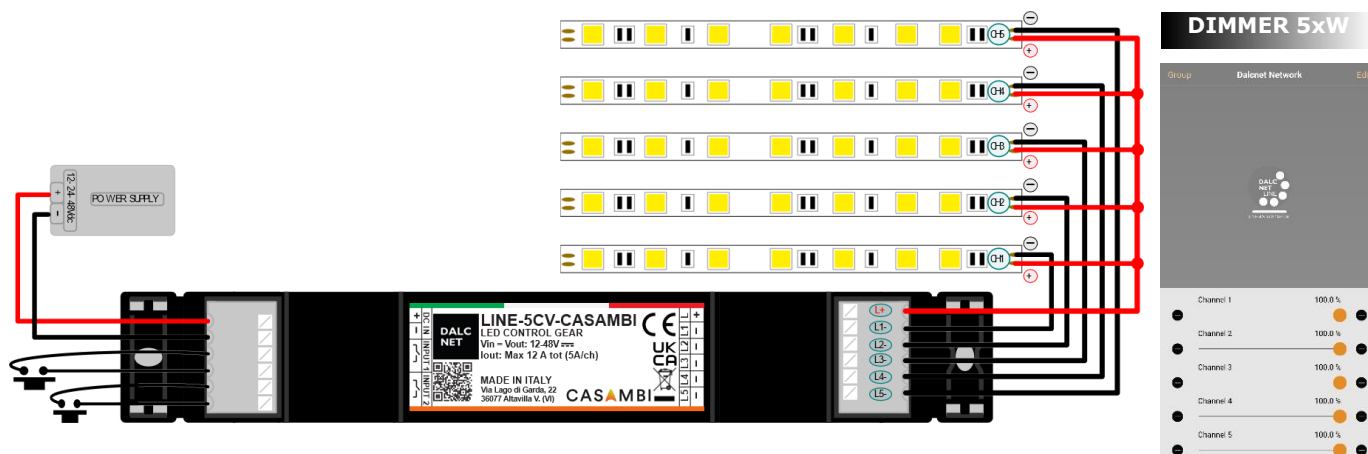 DIMMER 5xW
Group
Dalcnet Network
DALC
NET
LINE
Channel 1
100.0 %
Channel 2
100.0 %
Channel 3
100.0 %
Channel 4
100.0 %
Channel 5
100.0 %
CH5
−
+
CH4
−
+
CH3
−
+
CH2
−
+
CH1
−
+
12-24-48Vdc
+
-
POWER SUPPLY
+
-
DC IN
INPUT 1
INPUT 2
DALC
NET
LINE-5CV-CASAMBI
LED CONTROL GEAR
Vin = Vout: 12-48V
Iout: Max 12 A tot (5A/ch)
MADE IN ITALY
Via Lago di Garda, 22
36077 Altavilla V. (VI)
CASAMBI
CE
UK
CA
L +
L1 −
L2 −
L3 −
L4 −
L5 −
L+
L1-
L2-
L3-
L4-
L5-